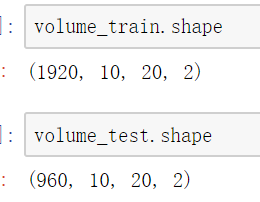 ]: volume_train.shape
: (1920, 10, 20, 2)
]: volume_test.shape
: (960, 10, 20, 2)